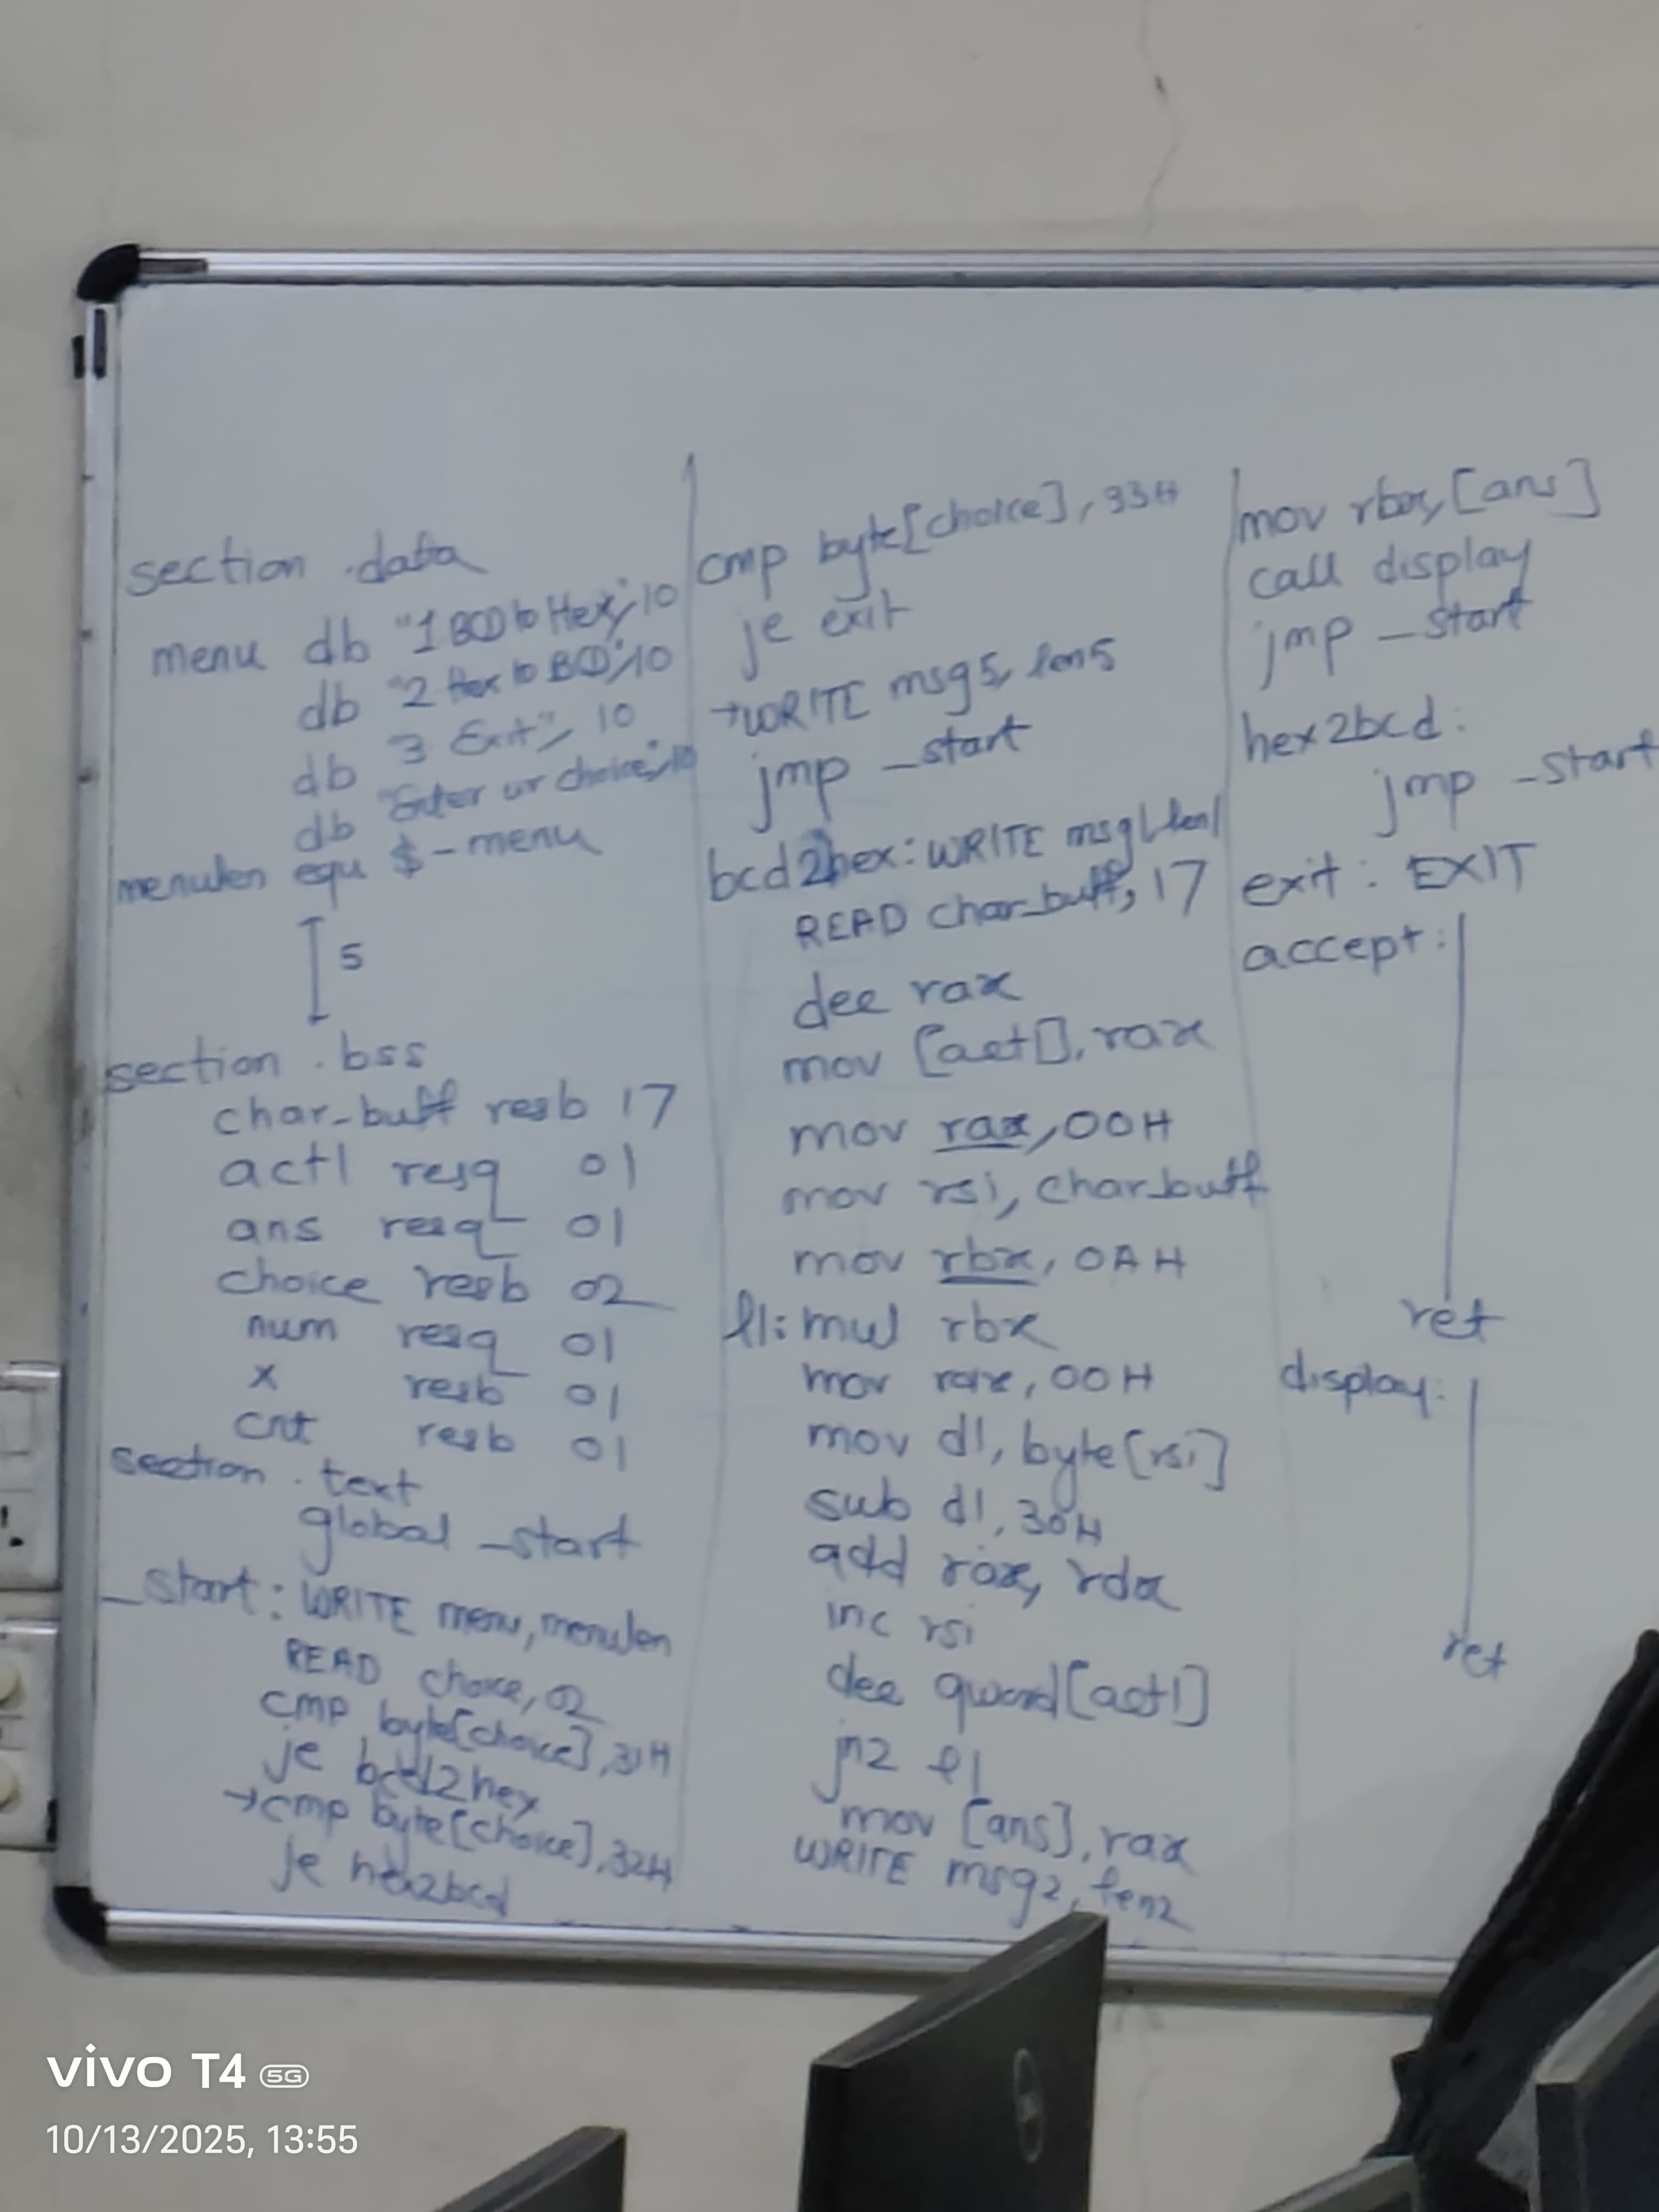 section .data
menu db "1 BCD to Hex", 10
db "2 Hex to BCD", 10
db "3 Exit", 10
db "Enter ur choice", 10
menulen equ $-menu
5
section .bss
char_buff resb 17
actl resq 01
ans resq 01
choice resb 02
num resq 01
x resb 01
cnt resb 01
section .text
global _start
_start: WRITE menu, menulen
READ choice, 02
cmp byte[choice], 31H
je bcd2hex
→cmp byte[choice], 32H
je hex2bcd
cmp byte[choice], 33H
je exit
→WRITE msg5, len5
jmp _start
bcd2hex: WRITE msg1, len1
READ char_buff, 17
dec rax
mov [actl], rax
mov rax, 00H
mov rsi, char_buff
mov rbx, 0AH
l1: mul rbx
mov rdx, 00H
mov dl, byte[rsi]
sub dl, 30H
add rax, rdx
inc rsi
dec qword[actl]
jnz l1
mov [ans], rax
WRITE msg2, len2
mov rbx, [ans]
call display
jmp _start
hex2bcd:
jmp _start
exit: EXIT
accept:
ret
display:
ret
vivo T4 5G
10/13/2025, 13:55